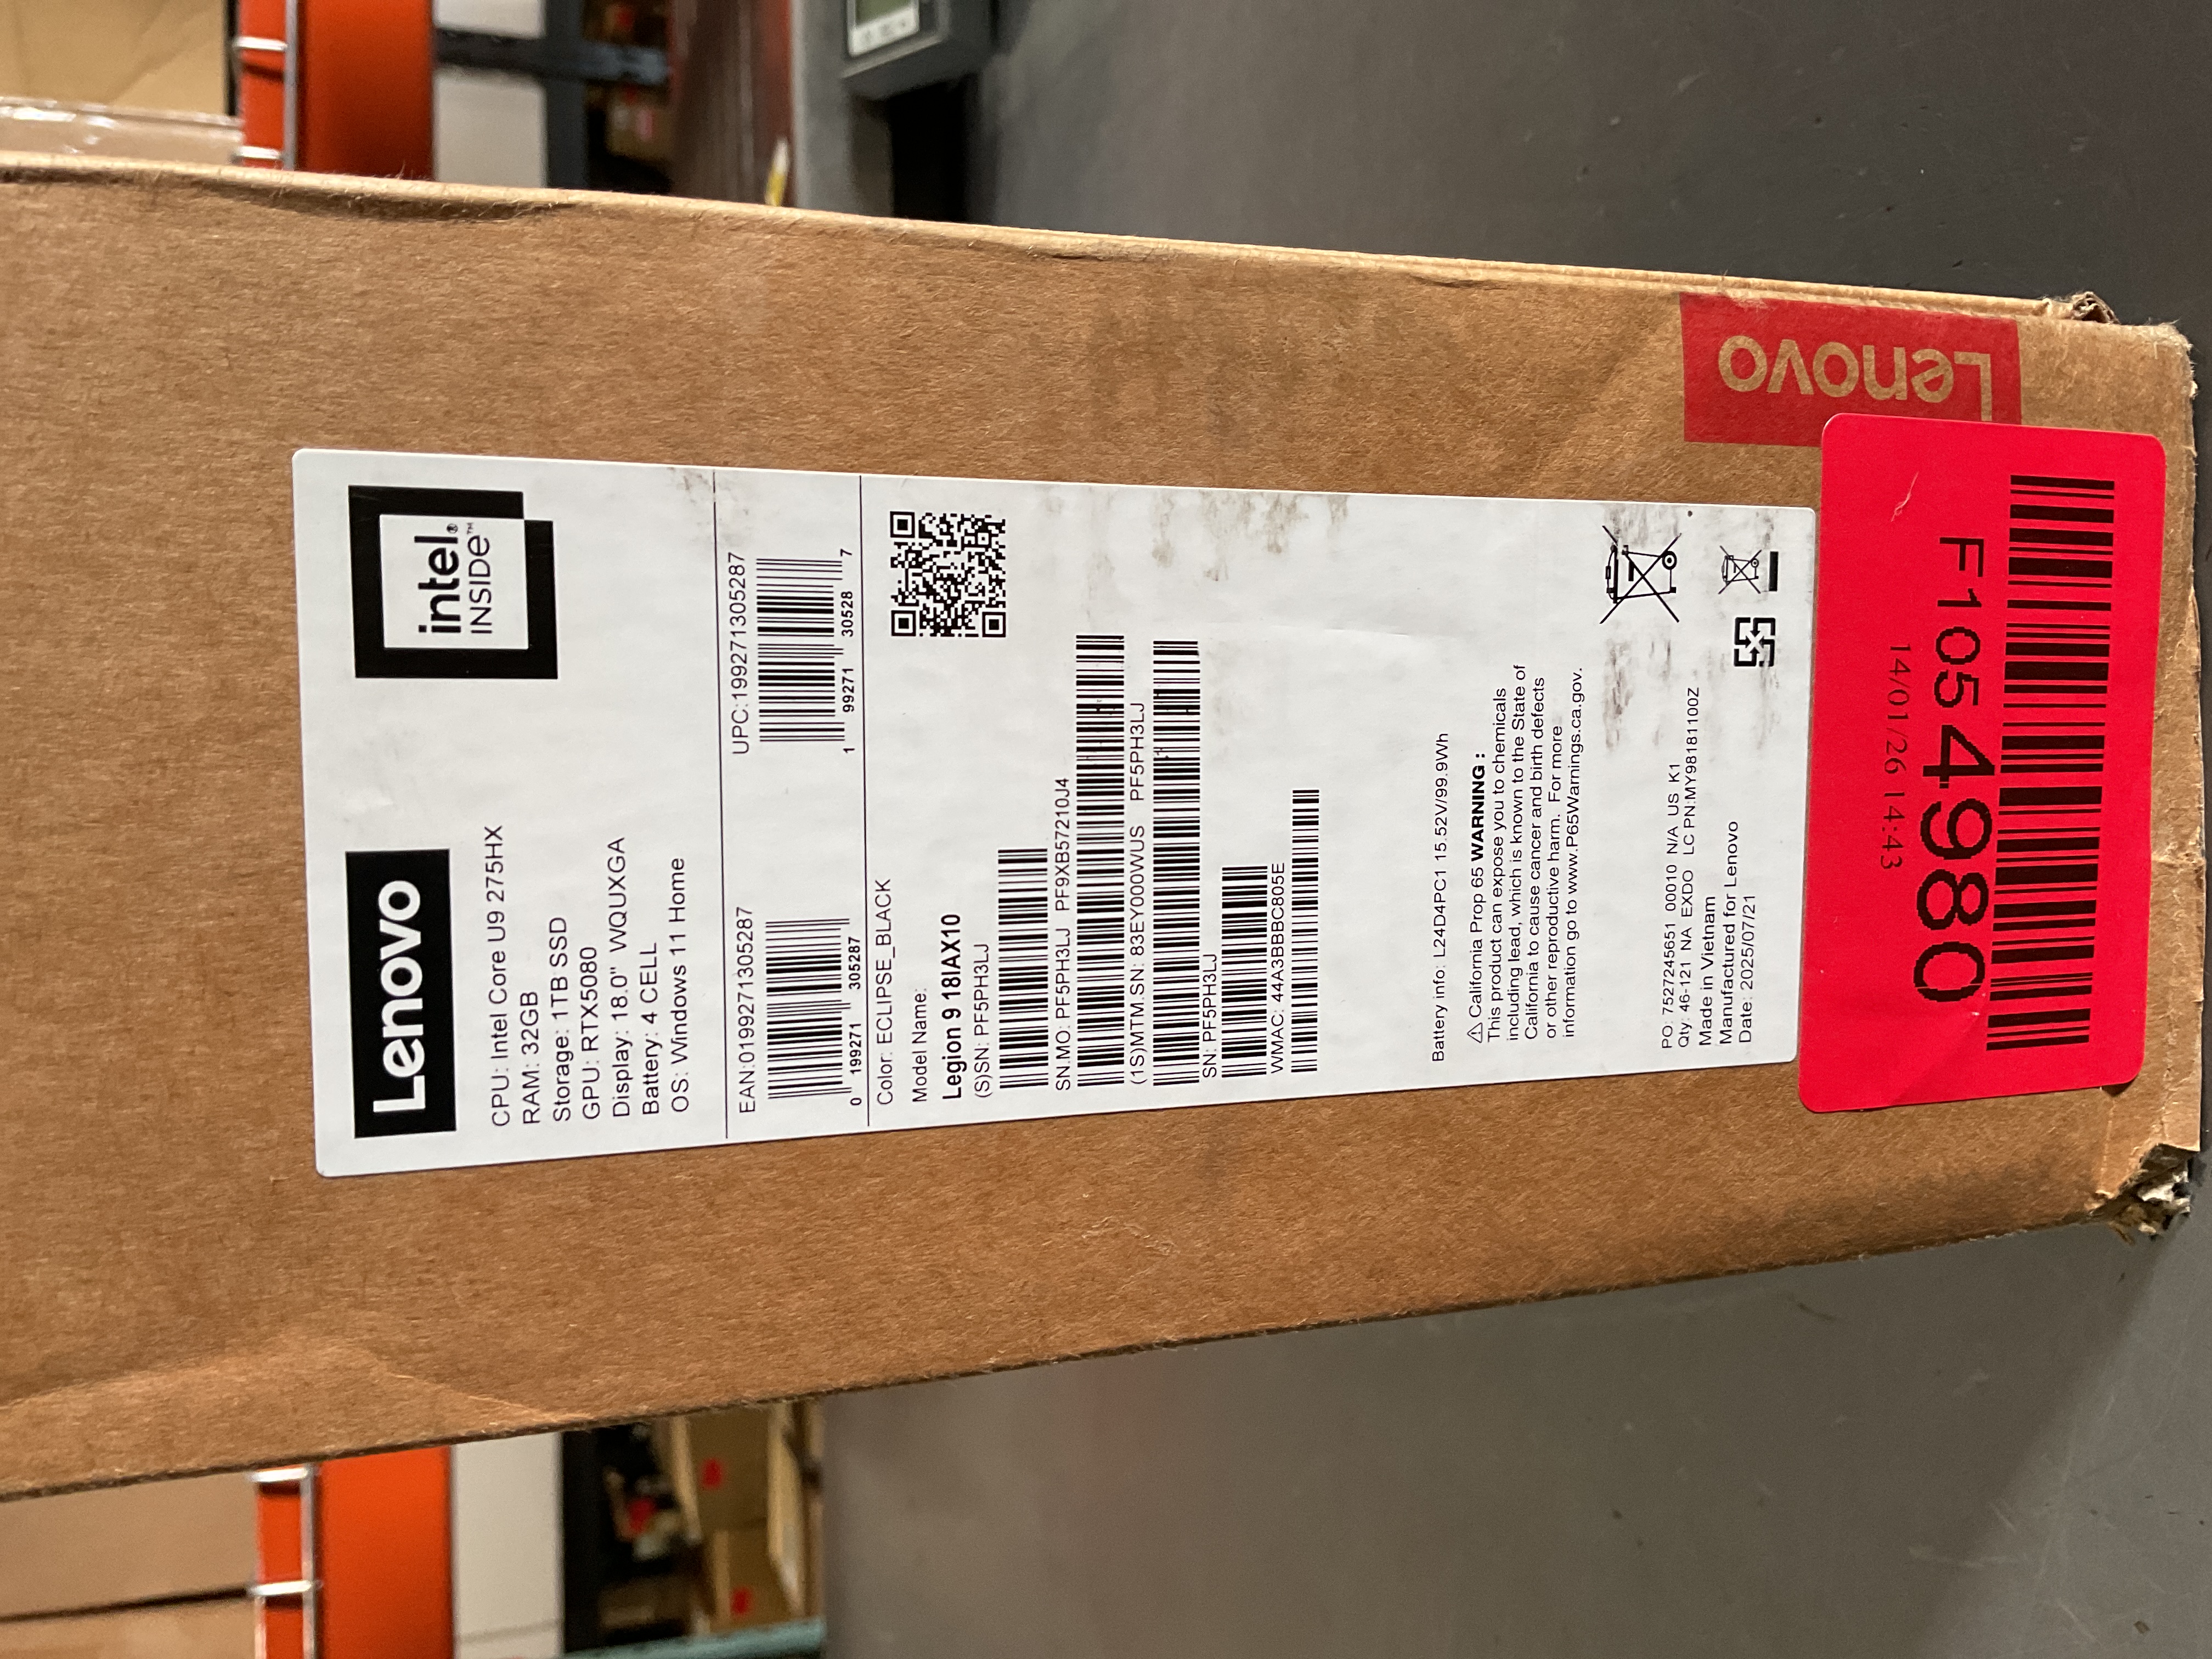 Lenovo
intel®
INSIDE™
CPU: Intel Core U9 275HX
RAM: 32GB
Storage: 1TB SSD
GPU: RTX5080
Display: 18.0" WQUXGA
Battery: 4 CELL
OS: Windows 11 Home
EAN:0199271305287
0 199271 305287
UPC:199271305287
1 99271 30528 7
Color: ECLIPSE_BLACK
Model Name:
Legion 9 18IAX10
(S)SN: PF5PH3LJ
SN.MO: PF5PH3LJ PF9XB57210J4
(1S)MTM.SN: 83EY000WUS PF5PH3LJ
SN: PF5PH3LJ
WMAC: 44A3BBBC805E
Battery info: L24D4PC1 15.52V/99.9Wh
⚠ California Prop 65 WARNING :
This product can expose you to chemicals
including lead, which is known to the State of
California to cause cancer and birth defects
or other reproductive harm. For more
information go to www.P65Warnings.ca.gov.
PO: 7527245651 00010 N/A US K1
Qty: 46-121 NA EXDO LC PN:MY98181100Z
Made in Vietnam
Manufactured for Lenovo
Date: 2025/07/21
Lenovo
14/01/26 14:43
F1054980